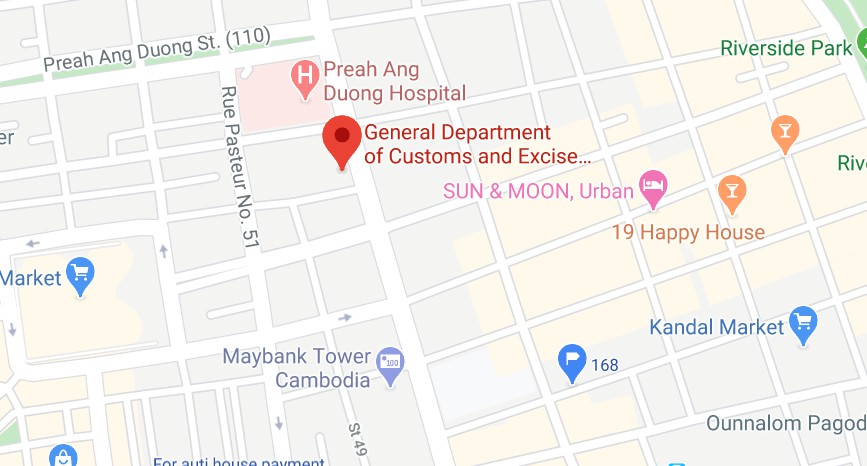 Preah Ang Duong St. (110)
Riverside Park
H
Preah Ang
Duong Hospital
Rue Pasteur No. 51
er
General Department
of Customs and Excise...
Riv
SUN & MOON, Urban
19 Happy House
Market
Kandal Market
Maybank Tower
Cambodia
100
168
St 49
Ounnalom Pagod
For auti house payment